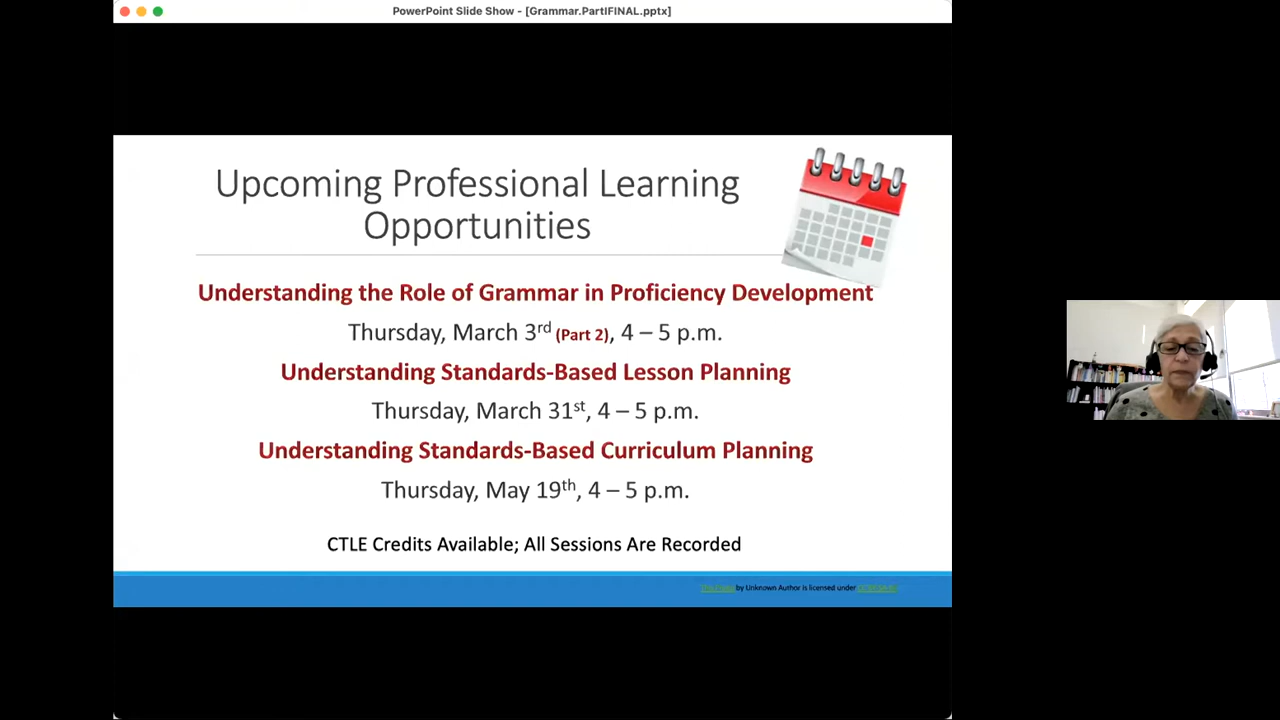 PowerPoint Slide Show - [Grammar.PartIFINAL.pptx]
Upcoming Professional Learning
Opportunities
Understanding the Role of Grammar in Proficiency Development
Thursday, March 3rd (Part 2), 4 – 5 p.m.
Understanding Standards-Based Lesson Planning
Thursday, March 31st, 4 – 5 p.m.
Understanding Standards-Based Curriculum Planning
Thursday, May 19th, 4 – 5 p.m.
CTLE Credits Available; All Sessions Are Recorded
by Unknown Author is licensed under